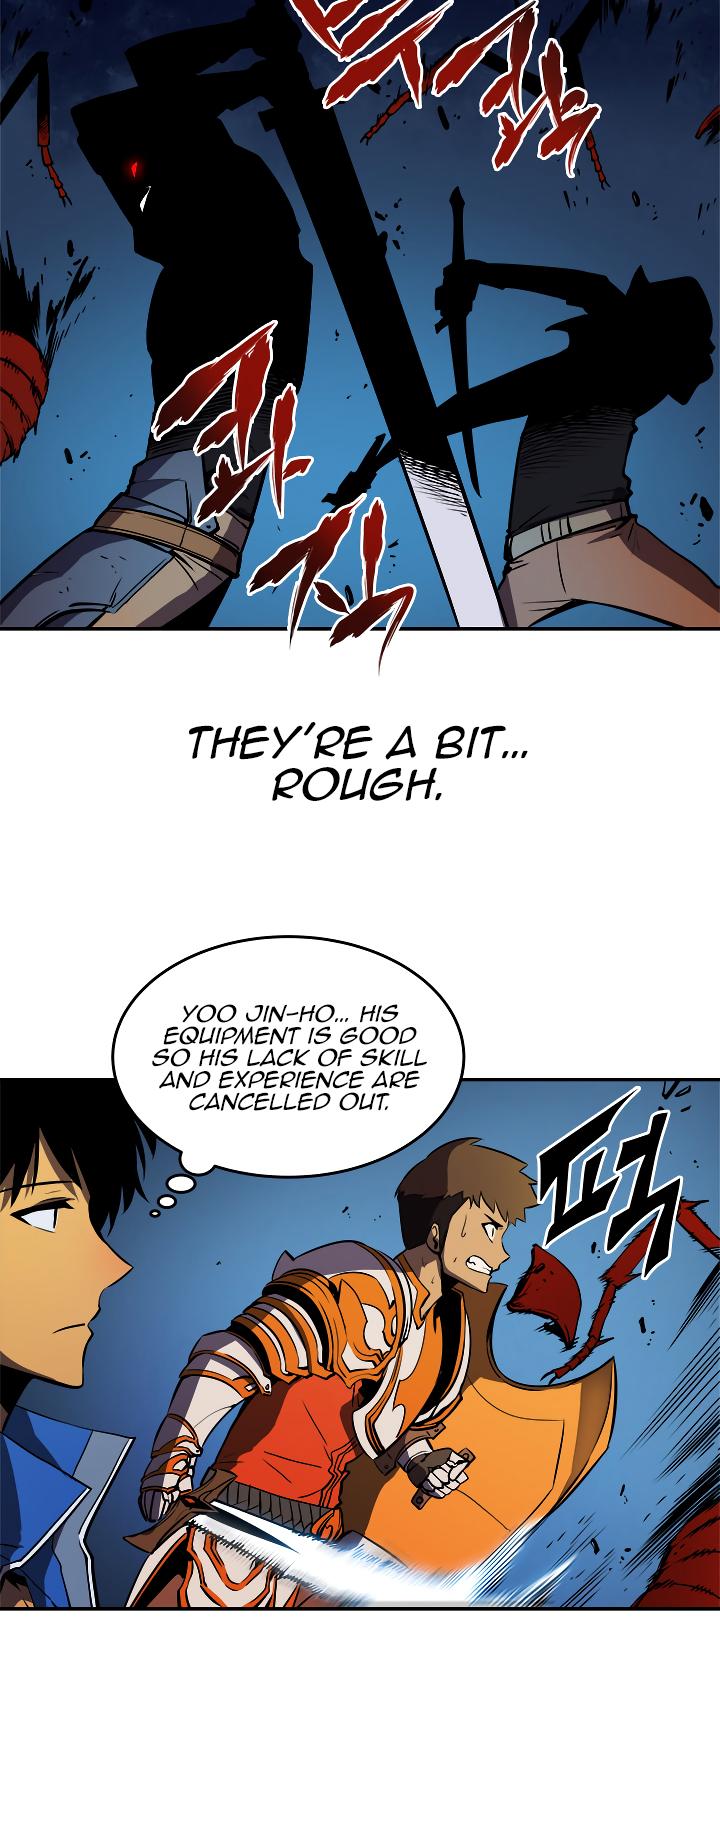 콰
직
THEY'RE A BIT...
ROUGH.
YOO JIN-HO... HIS
EQUIPMENT IS GOOD
SO HIS LACK OF SKILL
AND EXPERIENCE ARE
CANCELLED OUT.
퍽